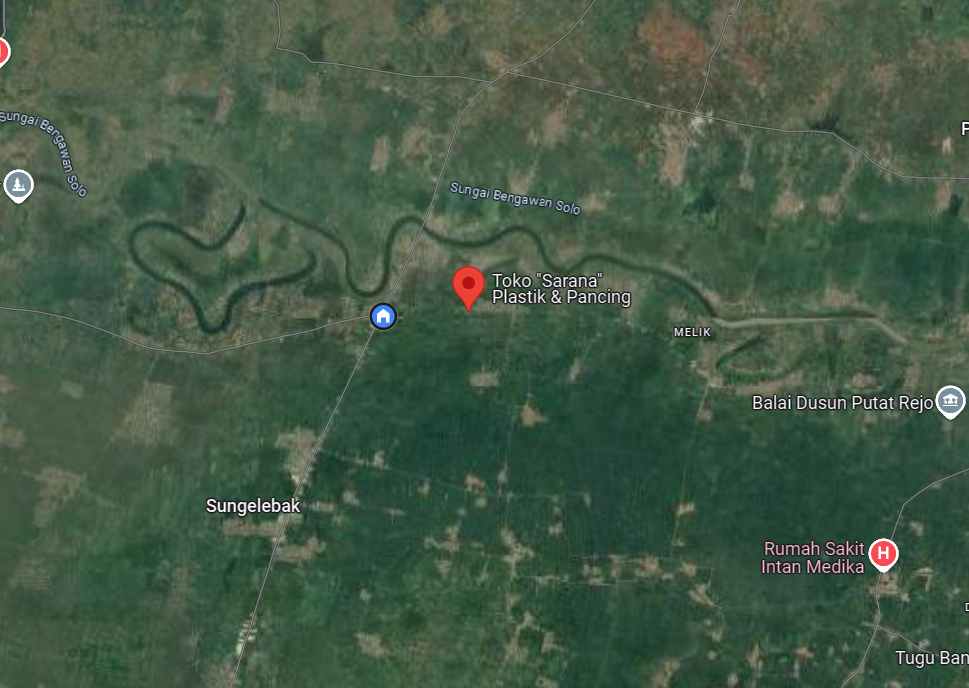 Sungai Bengawan Solo
P
Sungai Bengawan Solo
Toko "Sarana"
Plastik & Pancing
MELIK
Balai Dusun Putat Rejo
Sungelebak
Rumah Sakit
Intan Medika
H
D
Tugu Ban